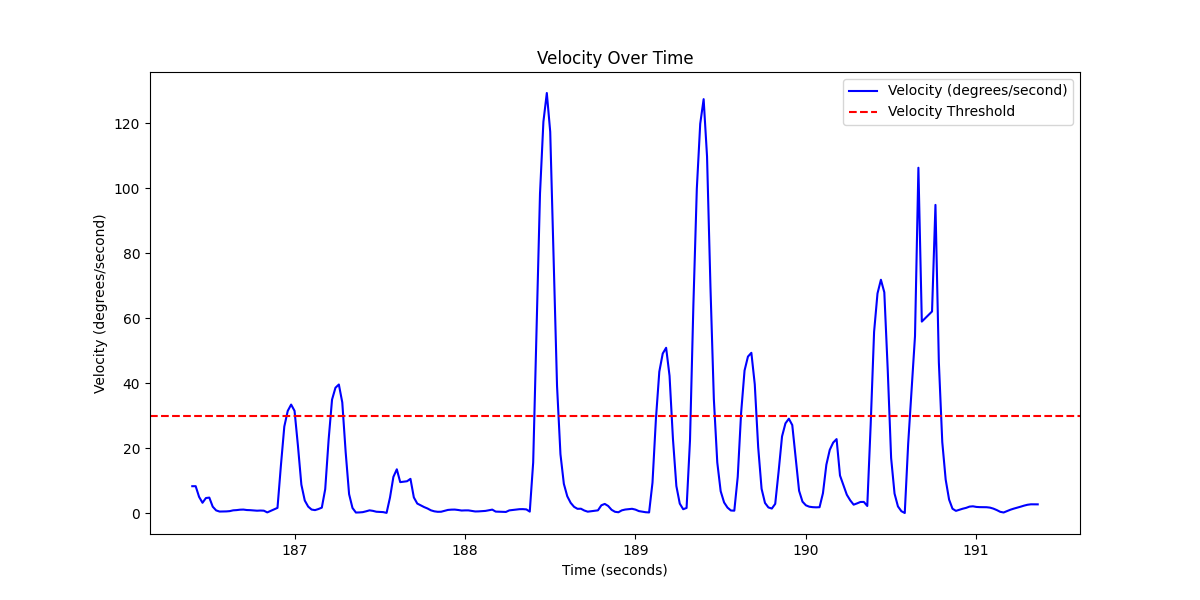 Velocity Over Time
Velocity (degrees/second)
Velocity Threshold
120
100
80
60
40
20
0
Velocity (degrees/second)
187
188
189
190
191
Time (seconds)